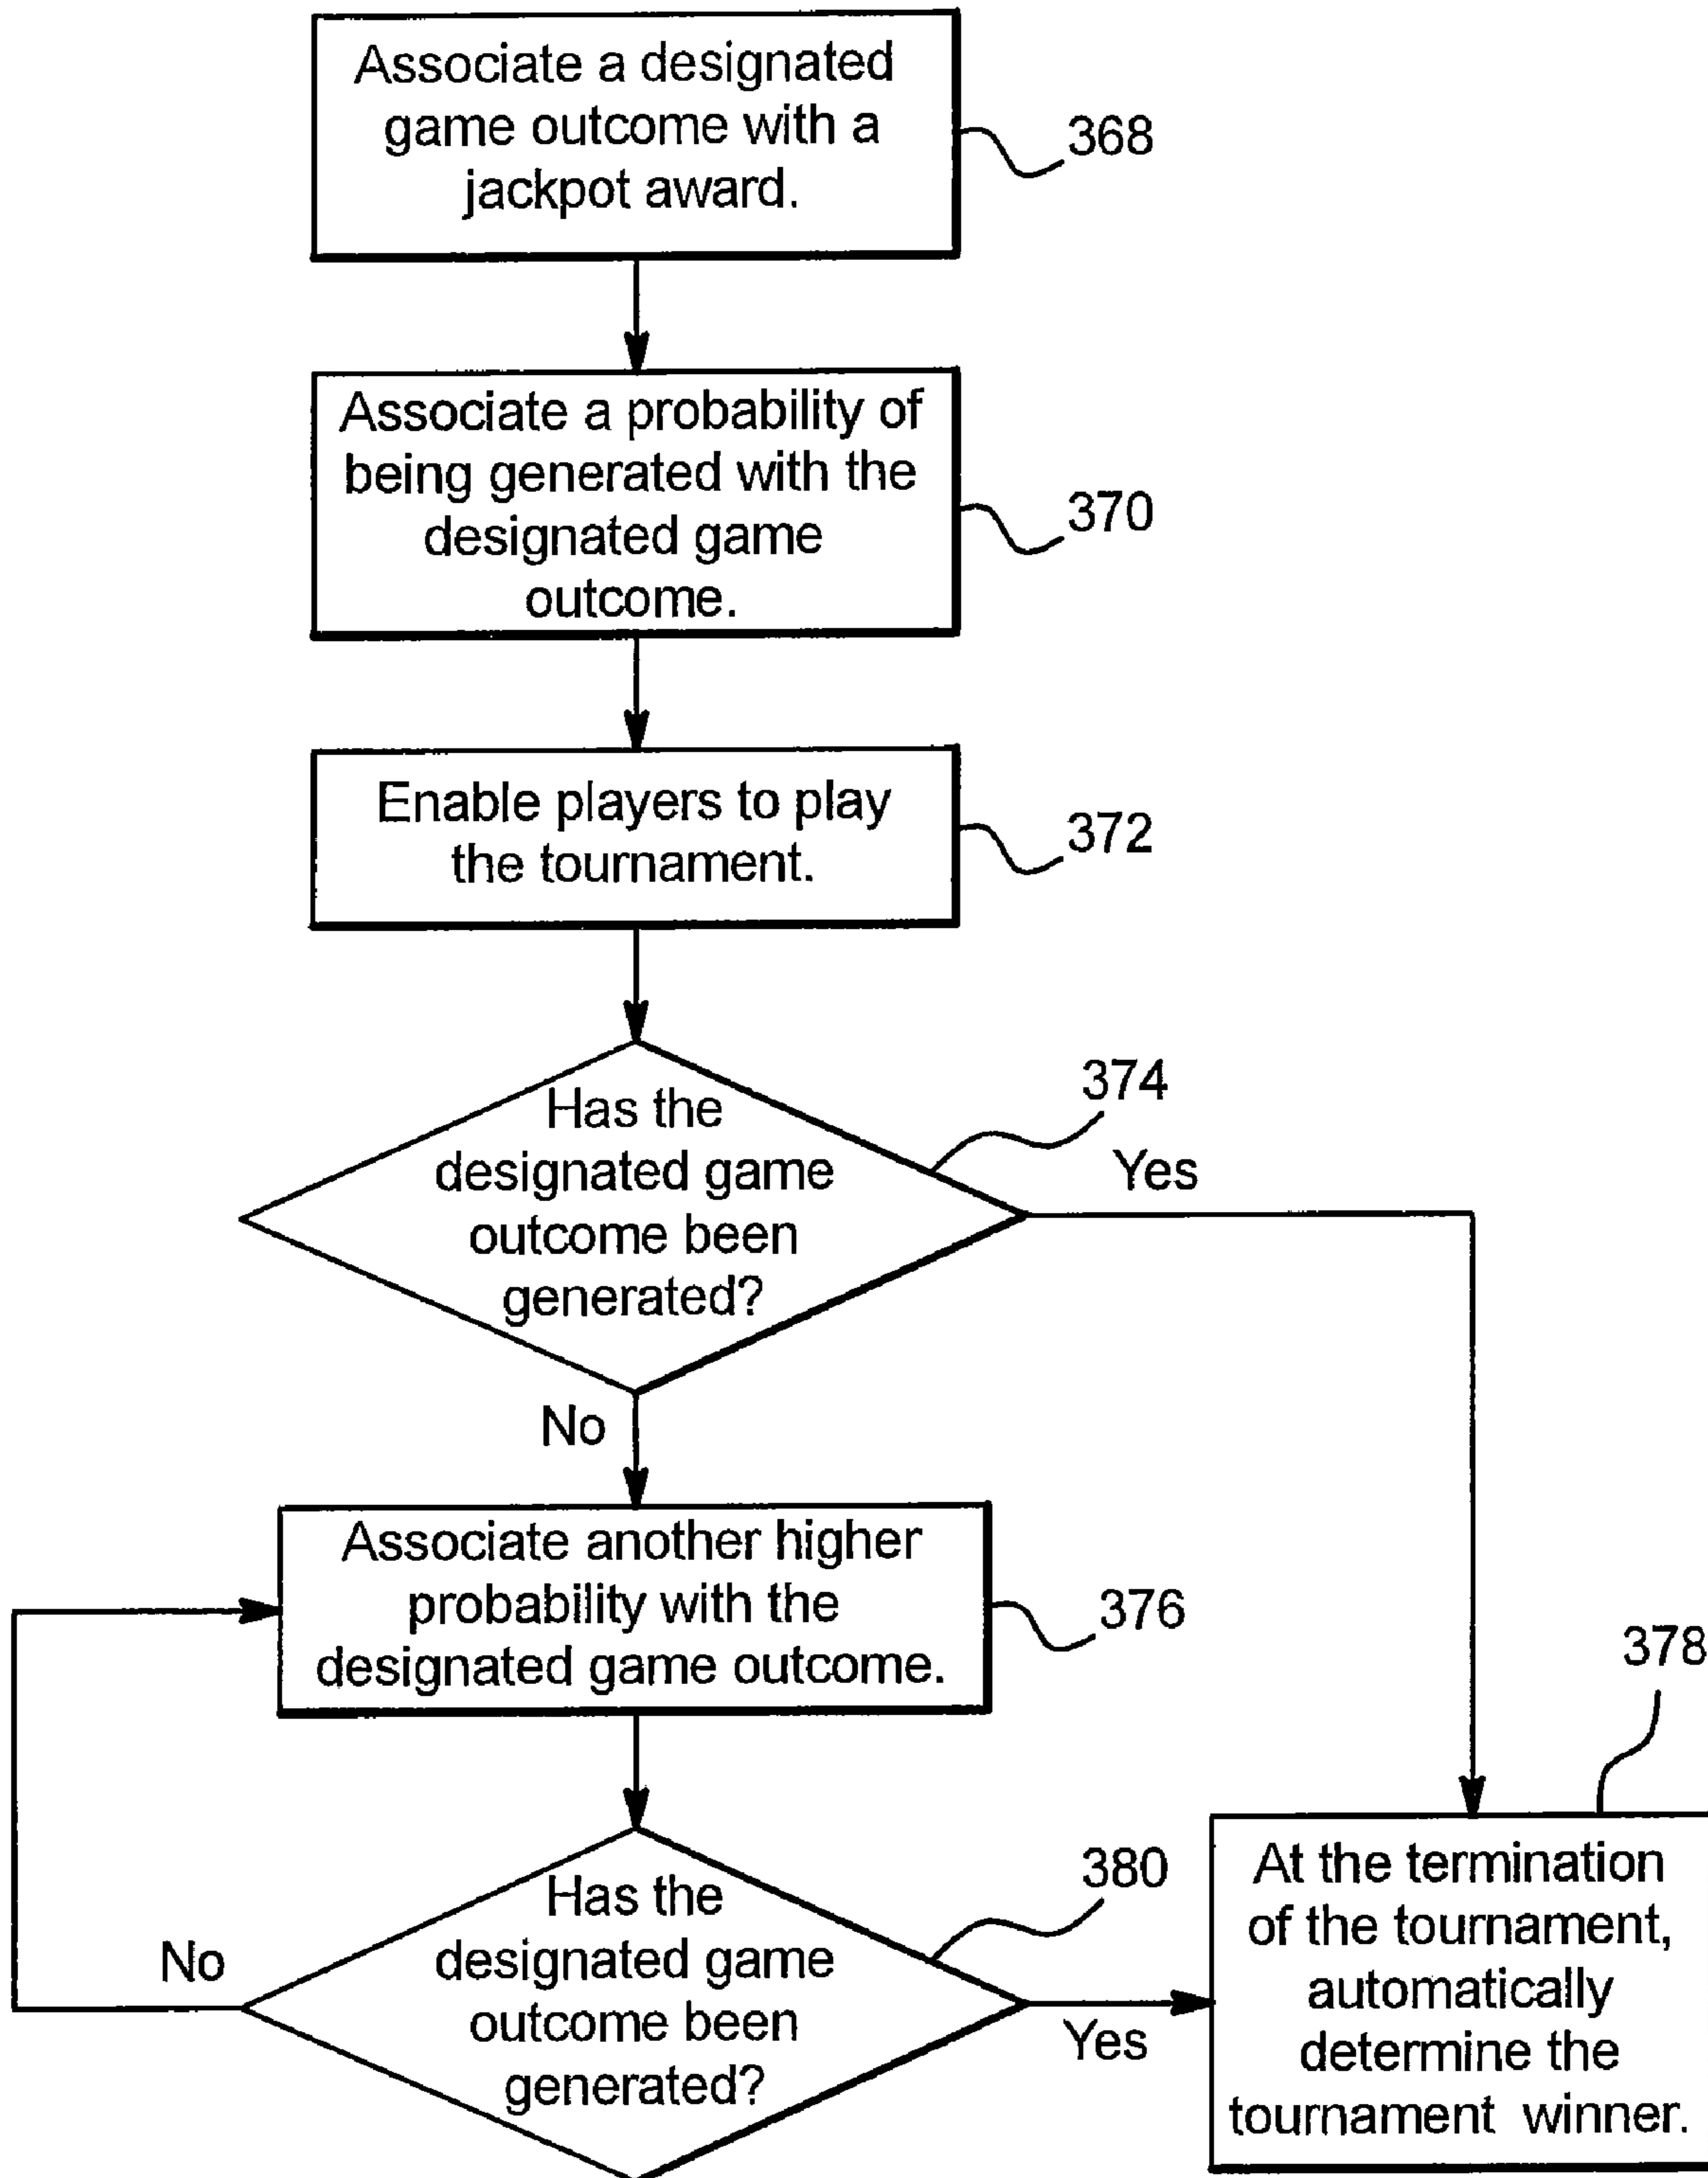 Associate a designated
game outcome with a
jackpot award.
368
Associate a probability of
being generated with the
designated game
outcome.
370
Enable players to play
the tournament.
372
Has the
designated game
outcome been
generated?
374
Yes
No
Associate another higher
probability with the
designated game outcome.
376
378
Has the
designated game
outcome been
generated?
380
No
Yes
At the termination
of the tournament,
automatically
determine the
tournament winner.